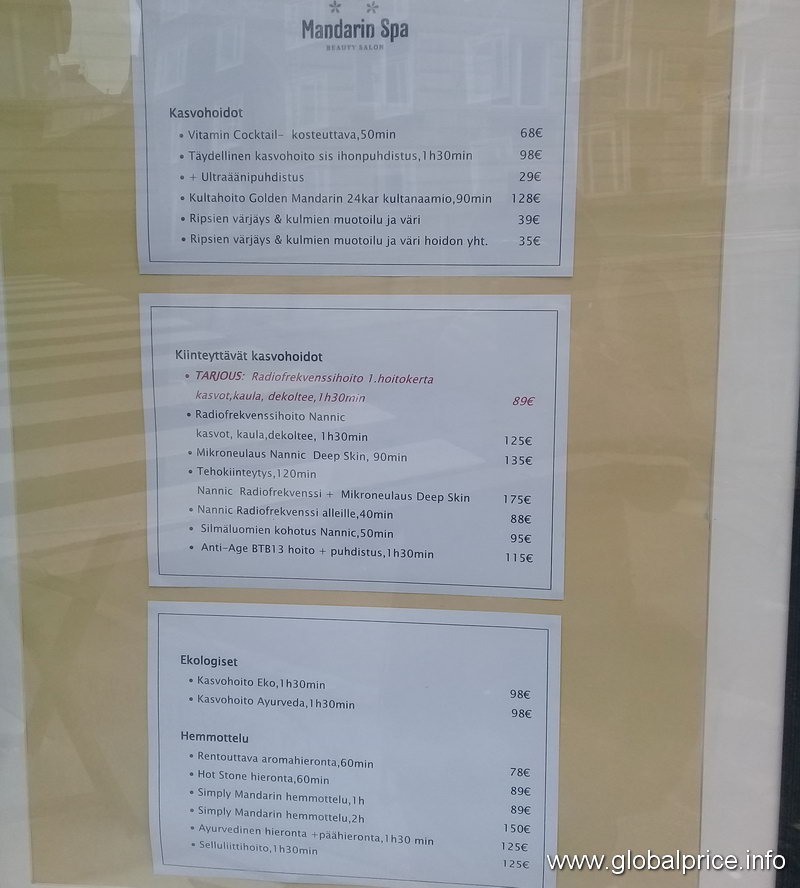 Mandarin Spa
BEAUTY SALON
Kasvohoidot
• Vitamin Cocktail- kosteuttava,50min 68€
• Täydellinen kasvohoito sis ihonpuhdistus,1h30min 98€
• + Ultraäänipuhdistus 29€
• Kultahoito Golden Mandarin 24kar kultanaamio,90min 128€
• Ripsien värjäys & kulmien muotoilu ja väri 39€
• Ripsien värjäys & kulmien muotoilu ja väri hoidon yht. 35€
Kiinteyttävät kasvohoidot
• TARJOUS: Radiofrekvenssihoito 1.hoitokerta
kasvot,kaula, dekoltee,1h30min 89€
• Radiofrekvenssihoito Nannic
kasvot, kaula,dekoltee, 1h30min 125€
• Mikroneulaus Nannic Deep Skin, 90min 135€
• Tehokiinteytys,120min
Nannic Radiofrekvenssi + Mikroneulaus Deep Skin 175€
• Nannic Radiofrekvenssi alleille,40min 88€
• Silmäluomien kohotus Nannic,50min 95€
• Anti-Age BTB13 hoito + puhdistus,1h30min 115€
Ekologiset
• Kasvohoito Eko,1h30min 98€
• Kasvohoito Ayurveda,1h30min 98€
Hemmottelu
• Rentouttava aromahieronta,60min 78€
• Hot Stone hieronta,60min 89€
• Simply Mandarin hemmottelu,1h 89€
• Simply Mandarin hemmottelu,2h 150€
• Ayurvedinen hieronta +päähieronta,1h30 min 125€
• Selluliittihoito,1h30min 125€
www.globalprice.info